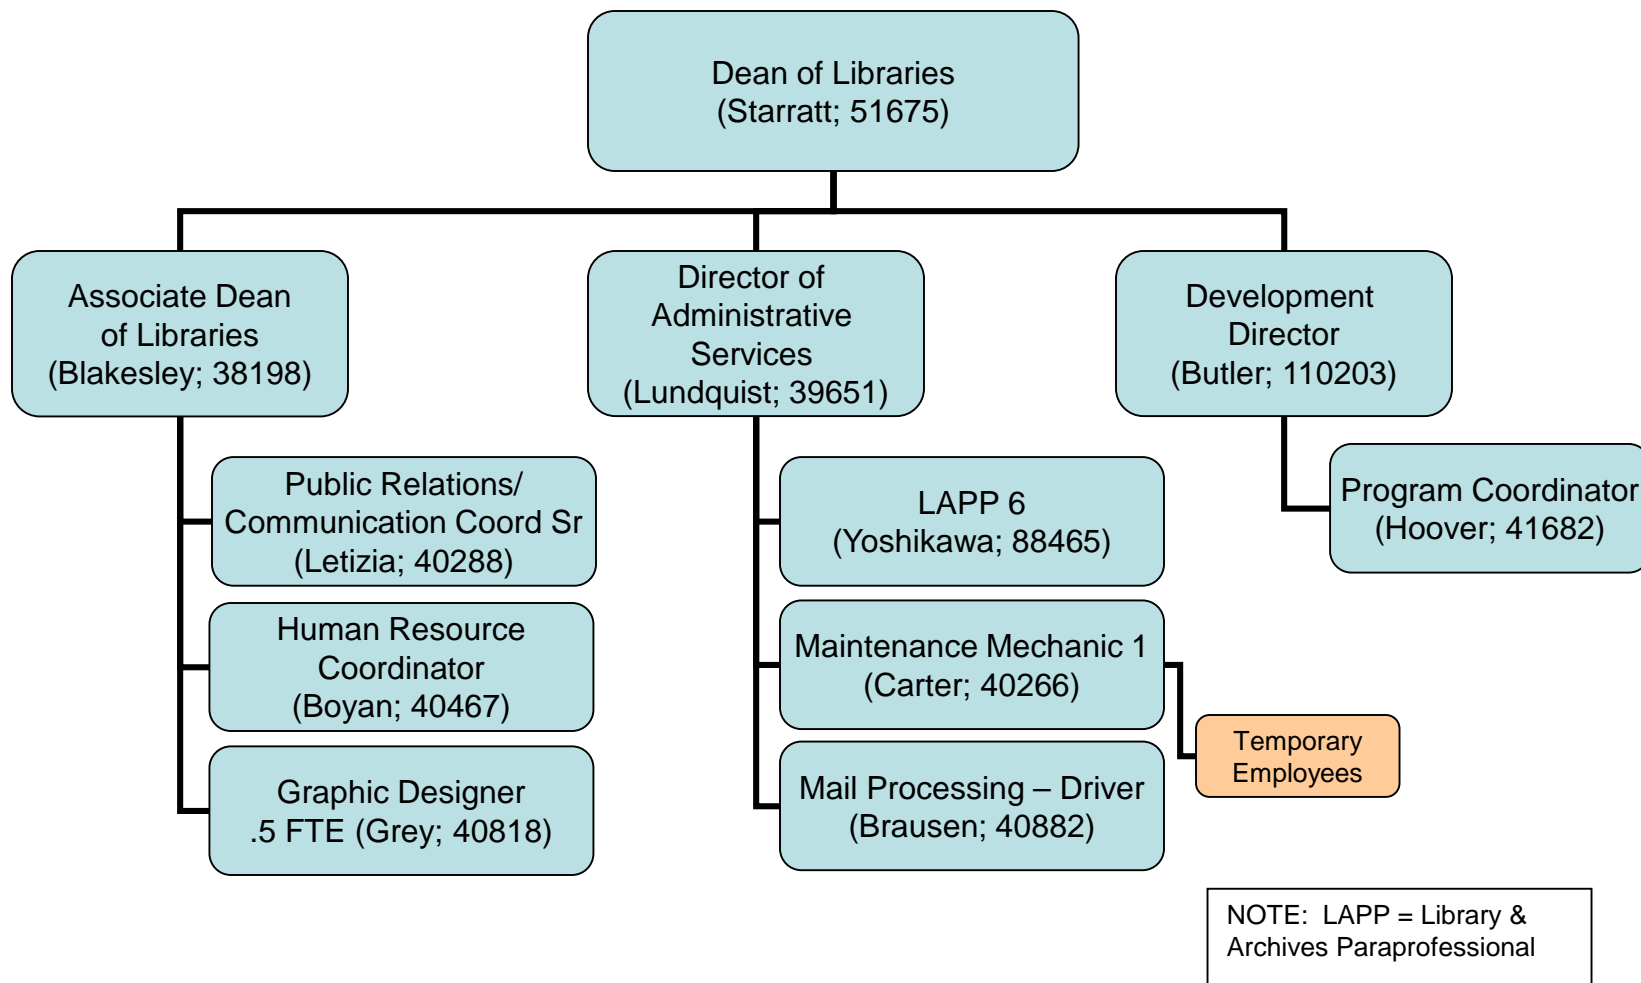 Dean of Libraries
(Starratt; 51675)
Associate Dean
of Libraries
(Blakesley; 38198)
Director of
Administrative
Services
(Lundquist; 39651)
Development
Director
(Butler; 110203)
Public Relations/
Communication Coord Sr
(Letizia; 40288)
Human Resource
Coordinator
(Boyan; 40467)
Graphic Designer
.5 FTE (Grey; 40818)
LAPP 6
(Yoshikawa; 88465)
Maintenance Mechanic 1
(Carter; 40266)
Mail Processing – Driver
(Brausen; 40882)
Program Coordinator
(Hoover; 41682)
Temporary
Employees
NOTE:  LAPP = Library &
Archives Paraprofessional